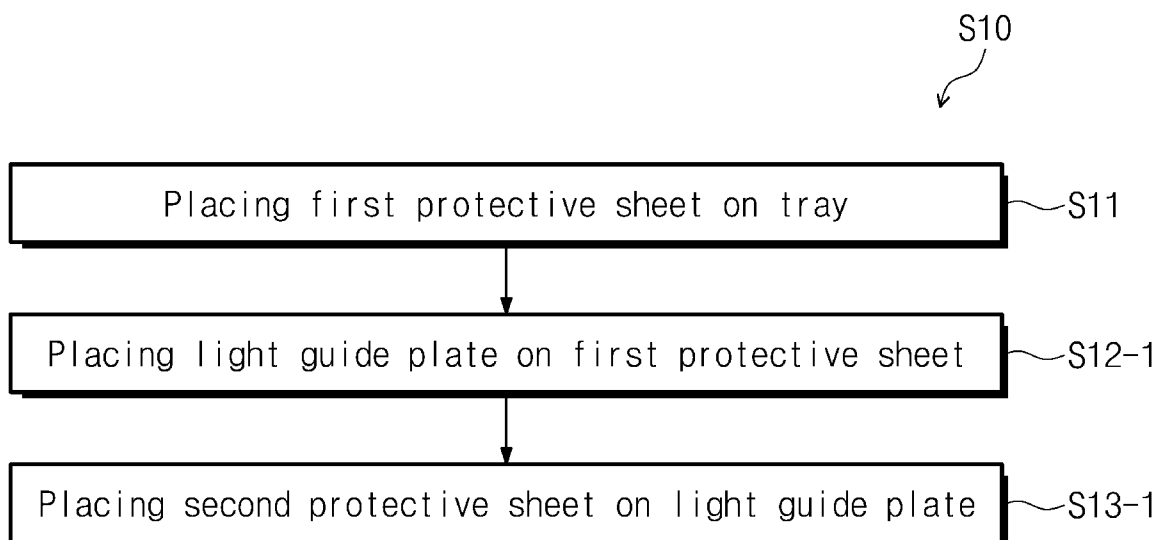 S10
Placing first protective sheet on tray
S11
Placing light guide plate on first protective sheet
S12-1
Placing second protective sheet on light guide plate
S13-1